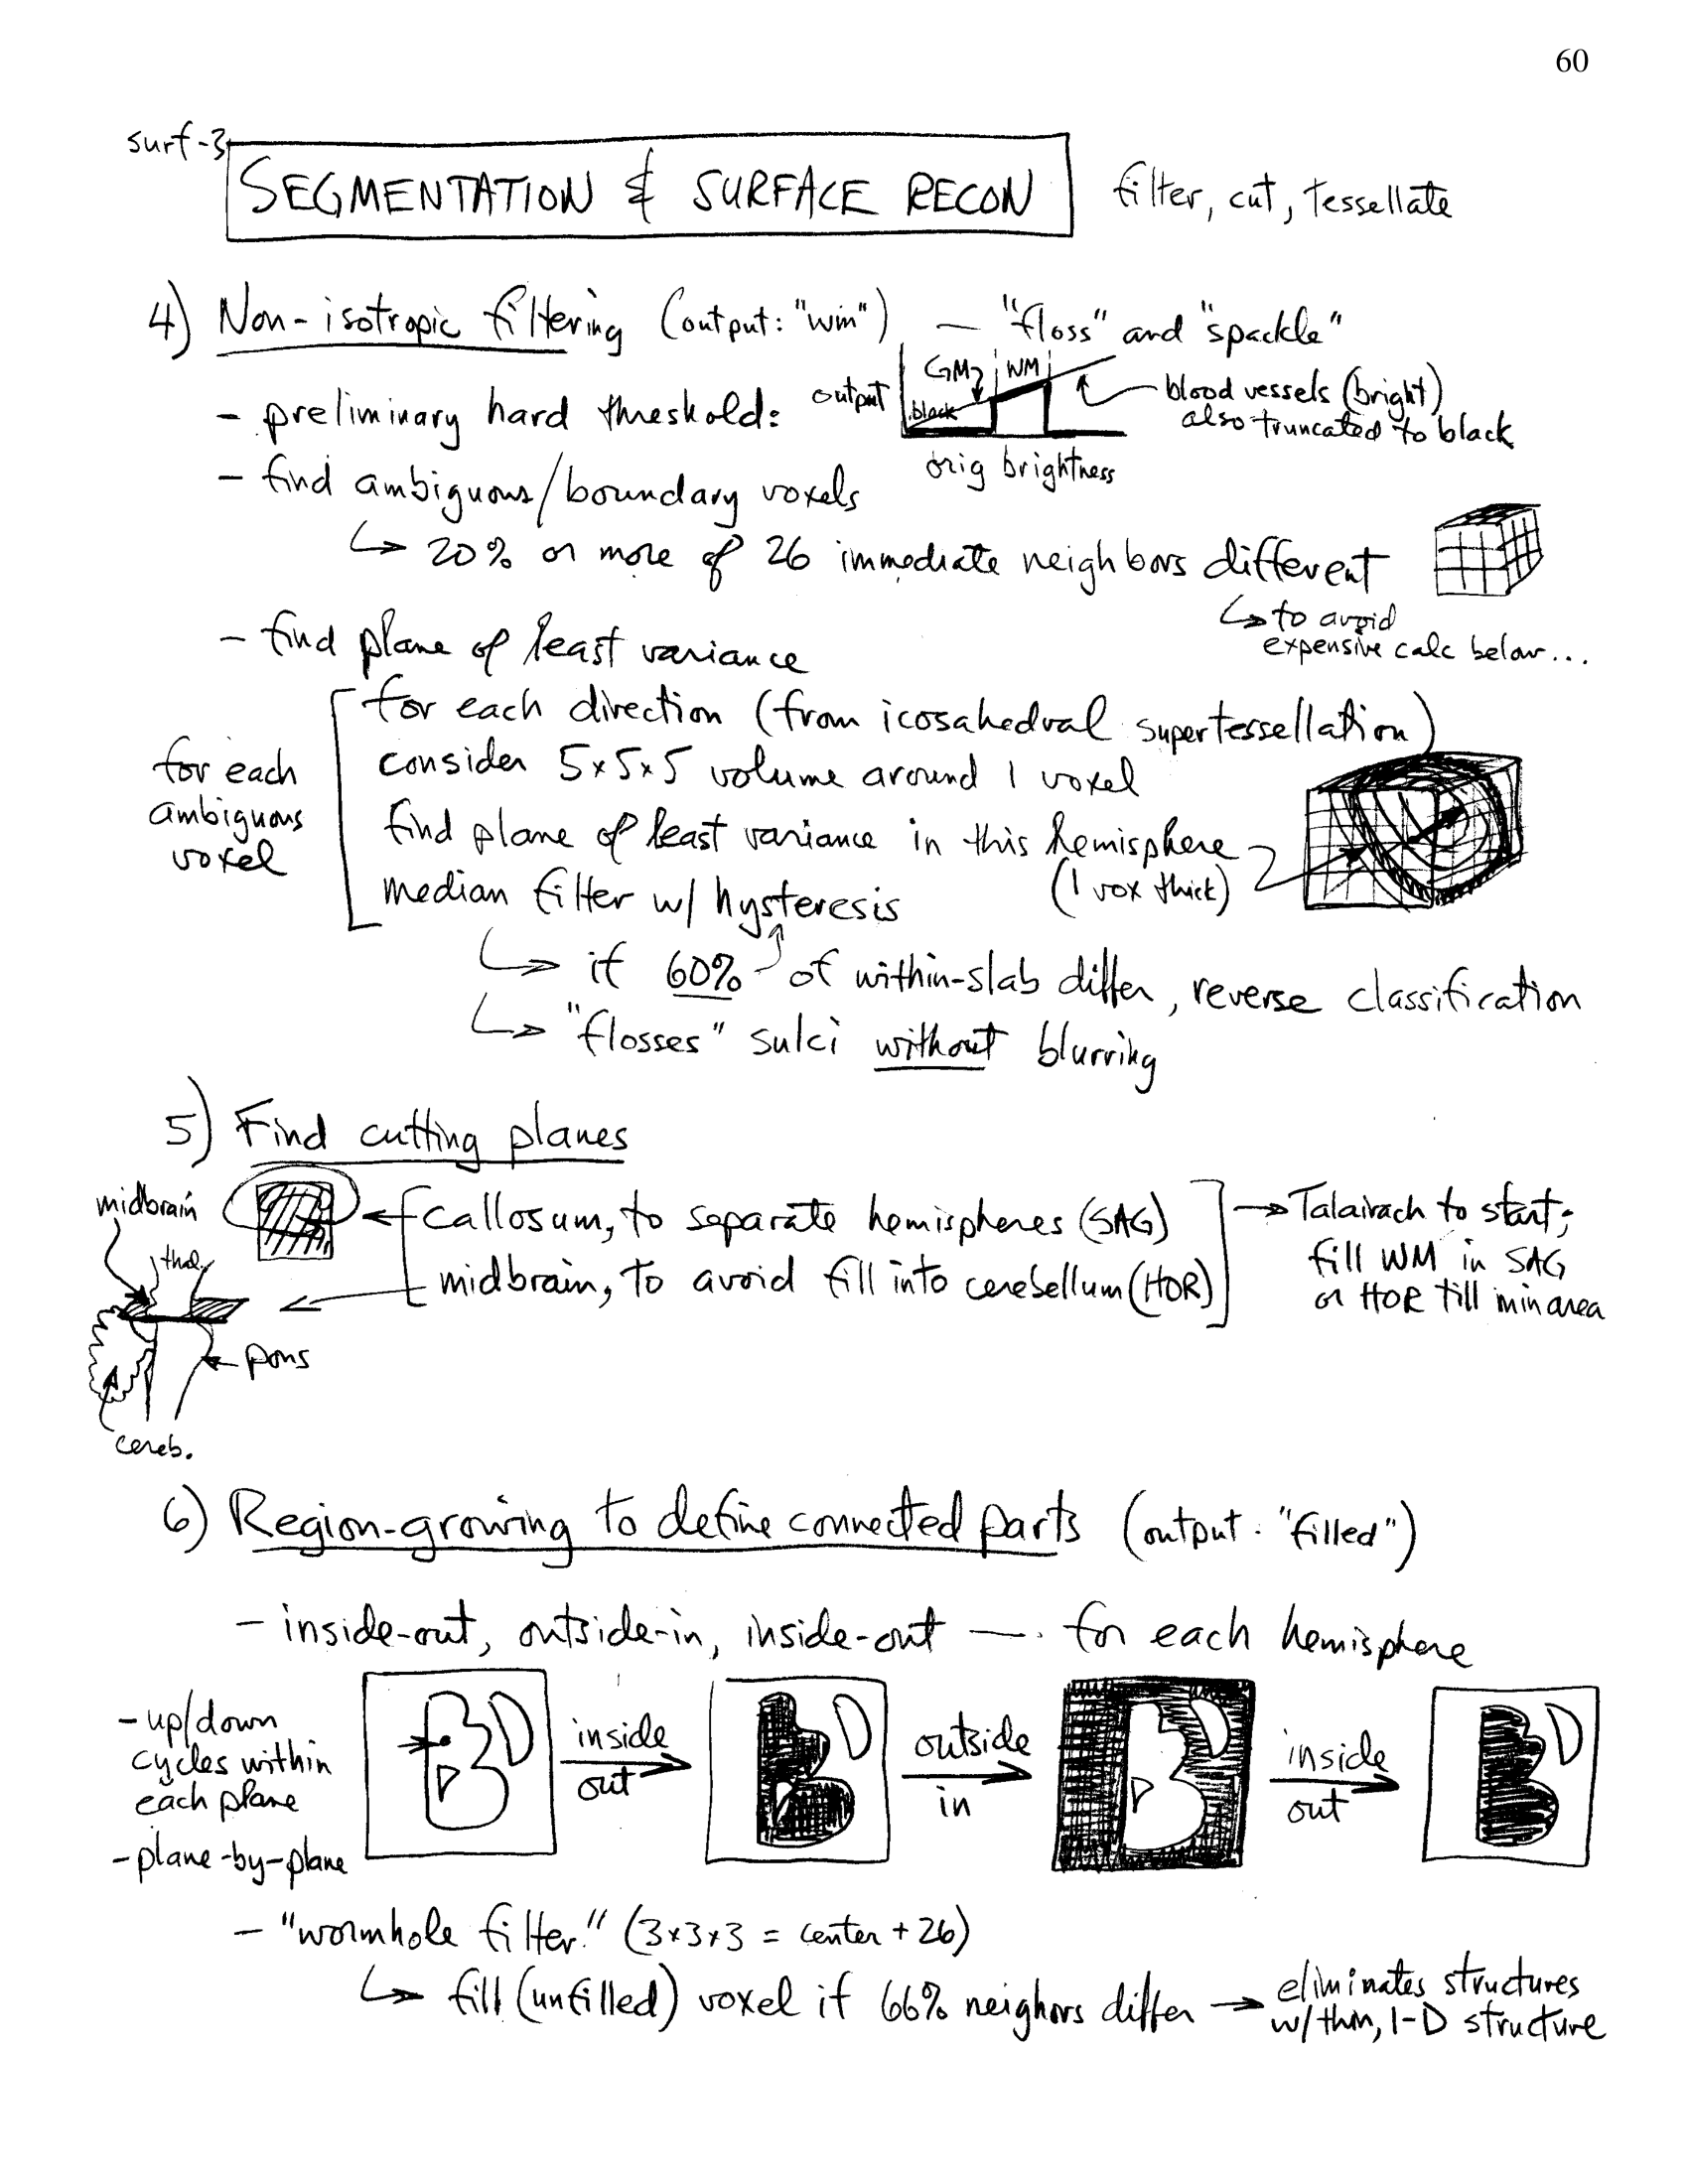 60
surf-3
SEGMENTATION & SURFACE RECON
filter, cut, tessellate
4) Non-isotropic filtering (output: "wm") — "floss" and "spackle"
- preliminary hard threshold:
output
GM
WM
black
orig brightness
blood vessels (bright)
also truncated to black
- find ambiguous/boundary voxels
↳ 20% or more of 26 immediate neighbors different
↳ to avoid
expensive calc below...
- find plane of least variance
for each
ambiguous
voxel
for each direction (from icosahedral supertessellation)
consider 5x5x5 volume around 1 voxel
find plane of least variance in this hemisphere
(1 vox thick)
median filter w/ hysteresis
↳ if 60% of within-slab differ, reverse classification
↳ "flosses" sulci without blurring
5) Find cutting planes
callosum, to separate hemispheres (SAG)
midbrain, to avoid fill into cerebellum (HOR)
→ Talairach to start;
fill WM in SAG
or HOR till min area
midbrain
thal.
pons
cereb.
6) Region-growing to define connected parts (output: "filled")
- inside-out, outside-in, inside-out — for each hemisphere
- up/down
cycles within
each plane
- plane-by-plane
inside
out
outside
in
inside
out
- "wormhole filter" (3x3x3 = center + 26)
↳ fill (unfilled) voxel if 66% neighors differ → eliminates structures
w/ thin, 1-D structure